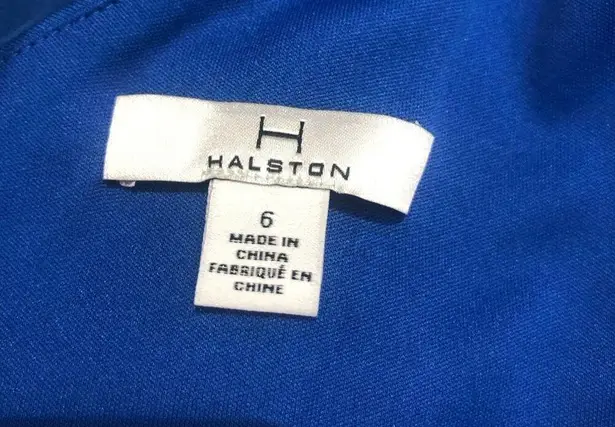 H
HALSTON
6
MADE IN
CHINA
FABRIQUÉ EN
CHINE